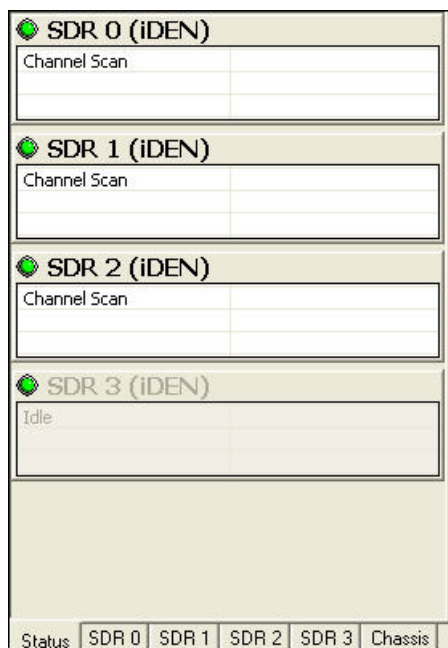 SDR 0 (iDEN)
Channel Scan
SDR 1 (iDEN)
Channel Scan
SDR 2 (iDEN)
Channel Scan
SDR 3 (iDEN)
Idle
Status SDR 0 SDR 1 SDR 2 SDR 3 Chassis